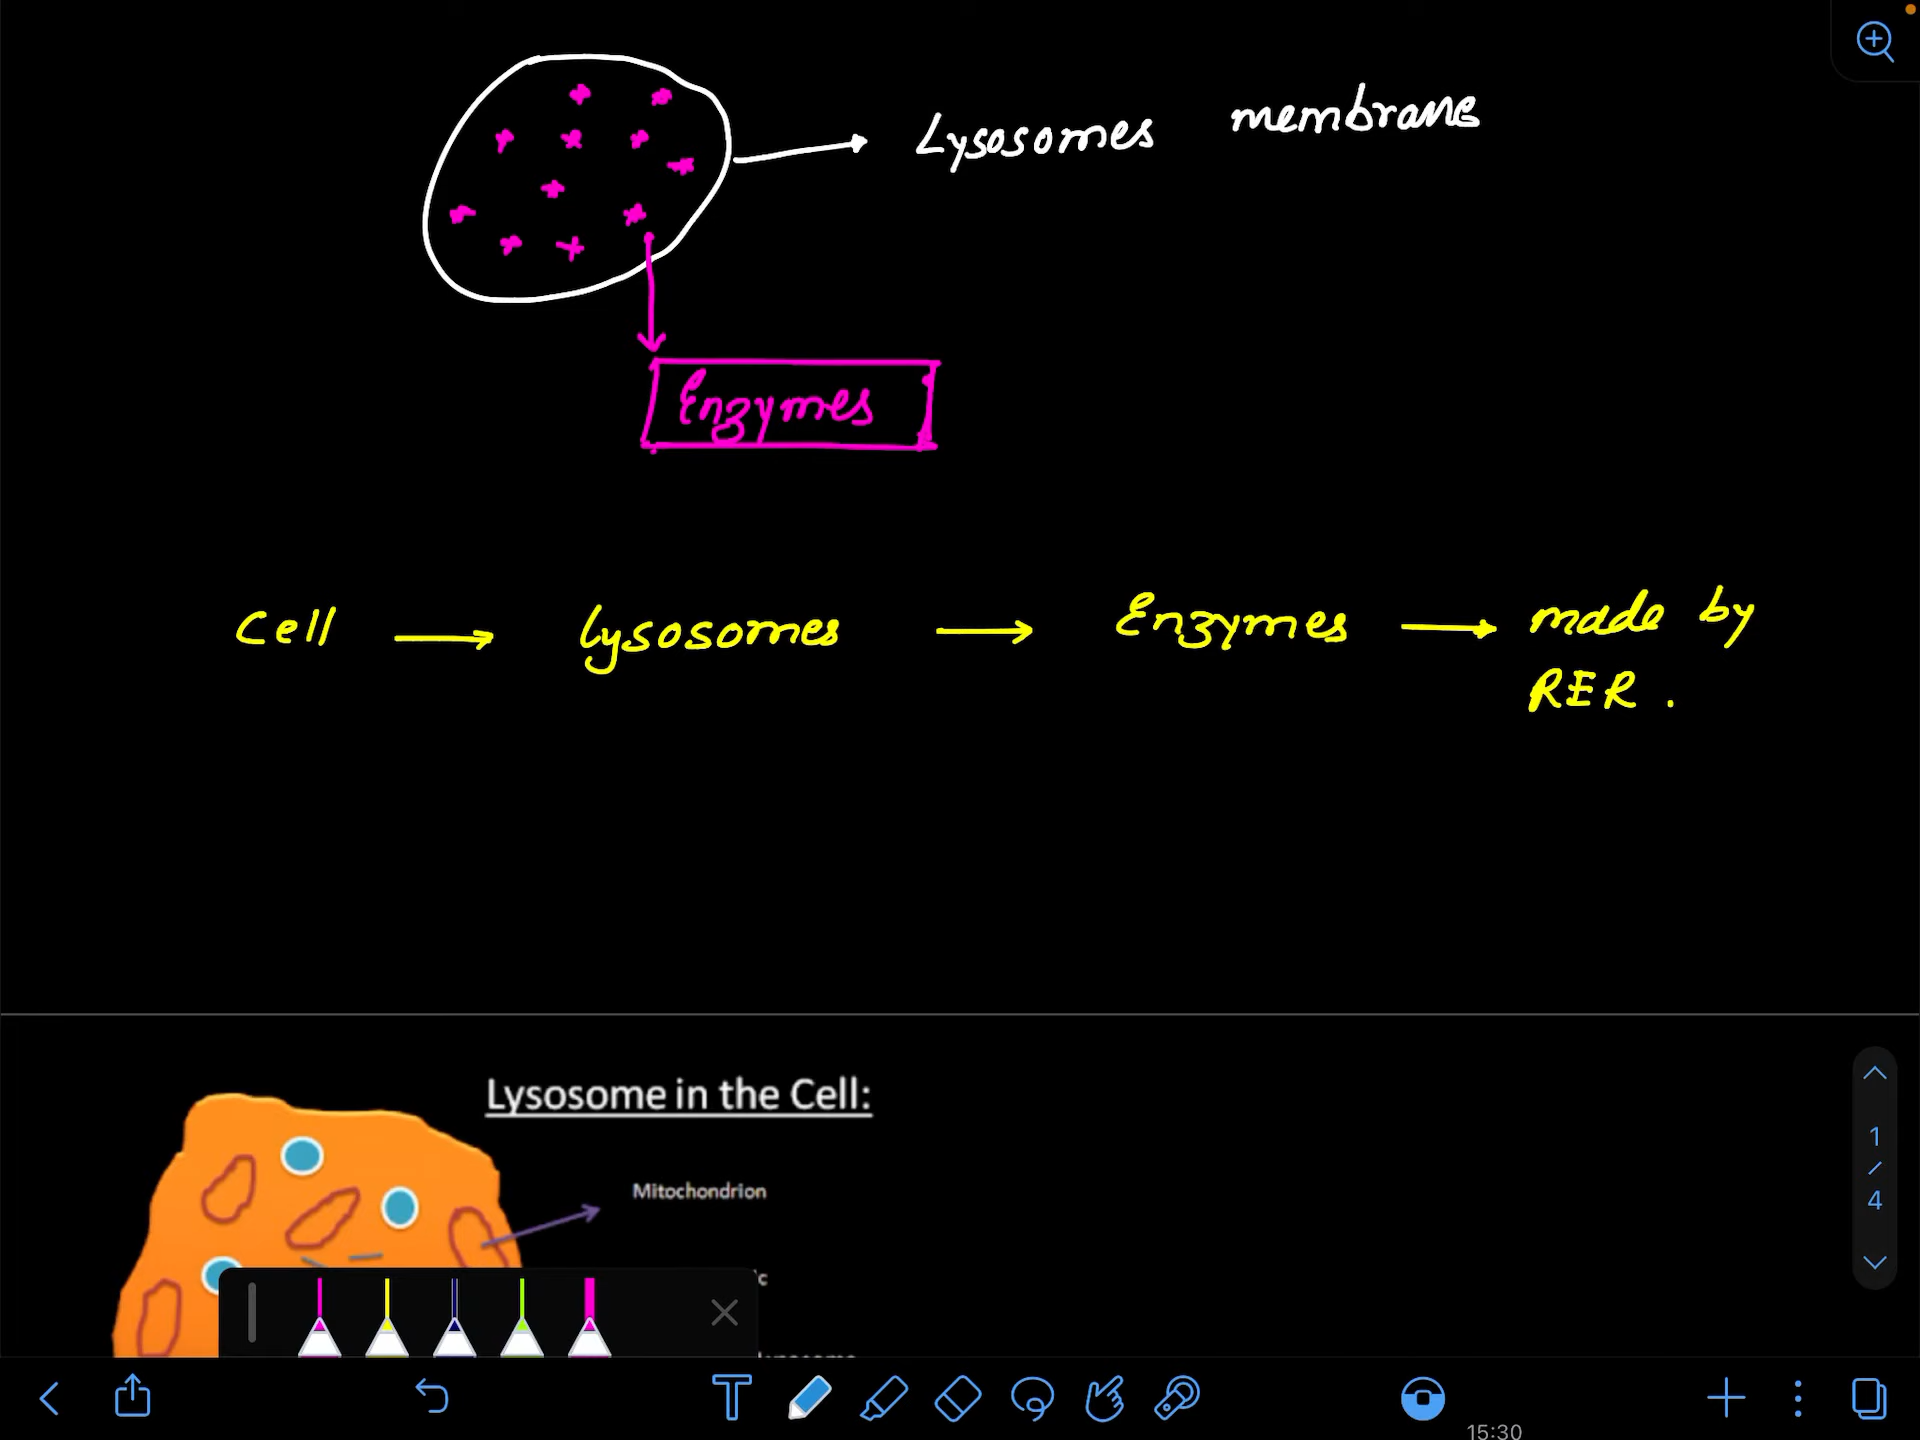 Lysosomes membrane
Enzymes
Cell → lysosomes → Enzymes → made by
RER .
Lysosome in the Cell:
Mitochondrion
1
/
4
15:30